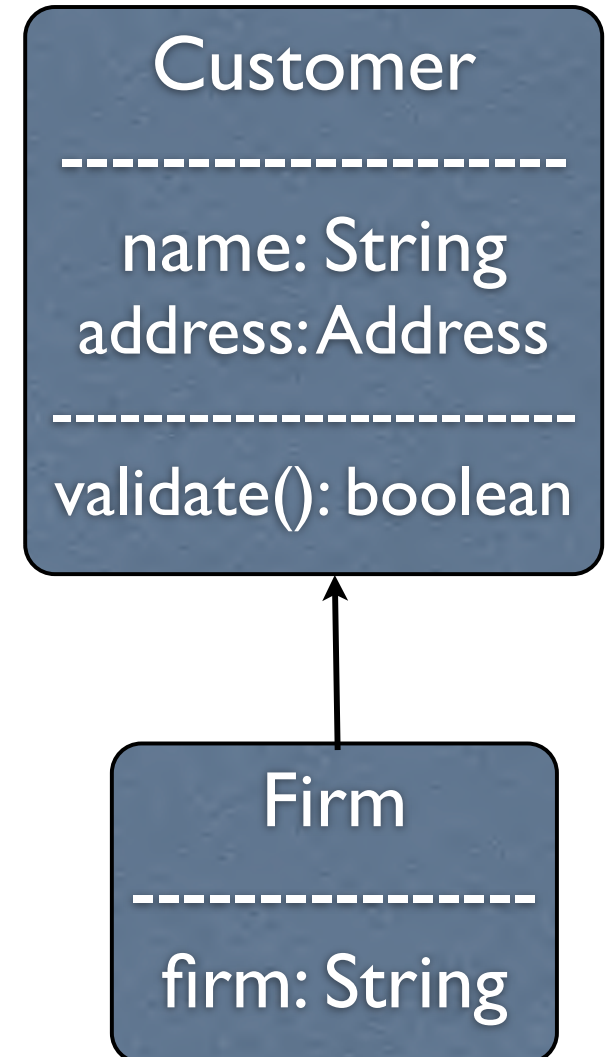 Customer
name: String
address: Address
validate(): boolean
Firm
firm: String